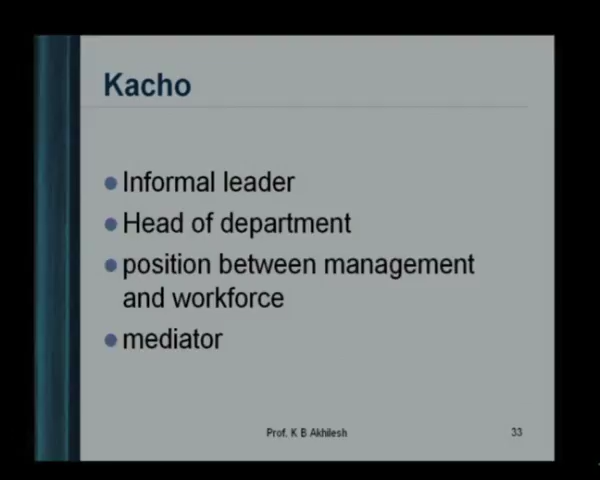 Kacho
Informal leader
Head of department
position between management
and workforce
mediator
Prof. K B Akhilesh
33